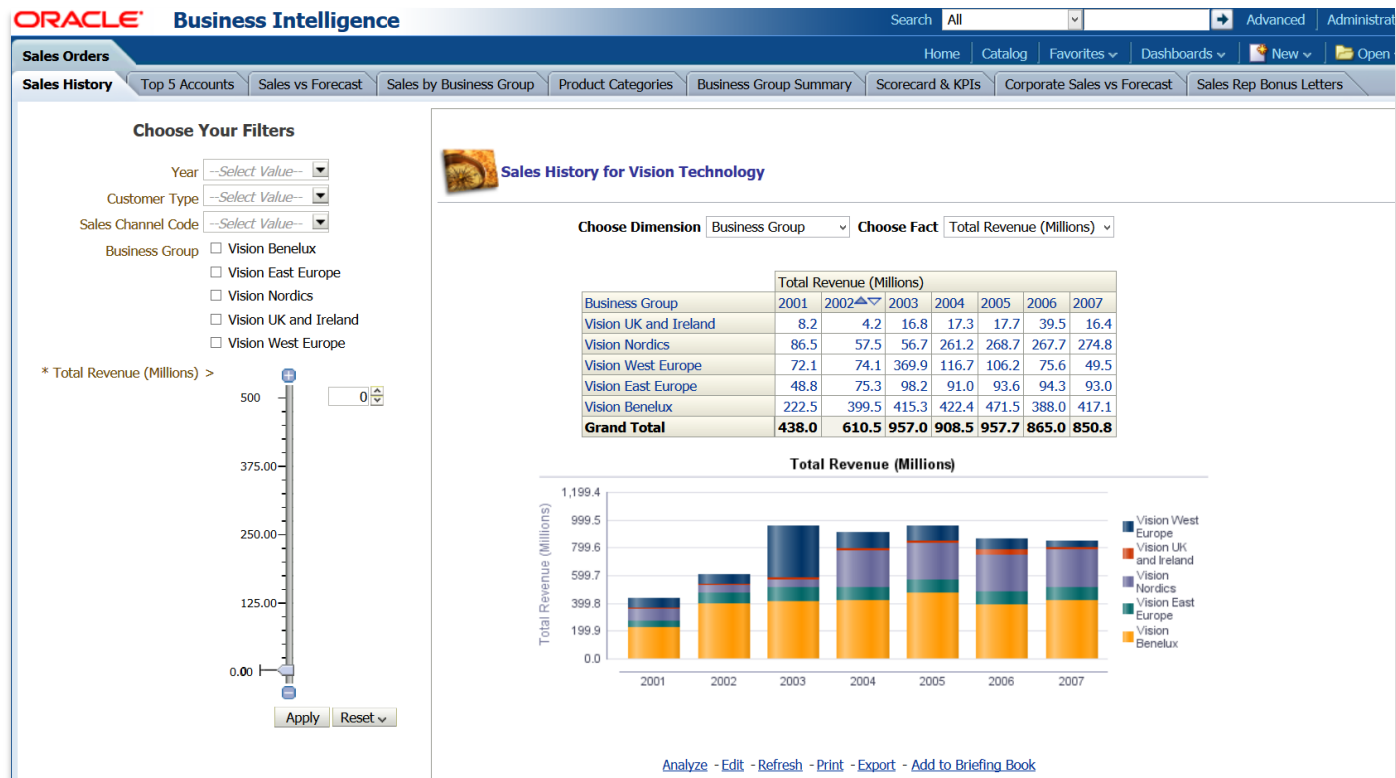 ORACLE Business Intelligence Search All Advanced Administrat
Sales Orders Home Catalog Favorites Dashboards New Open
Sales History Top 5 Accounts Sales vs Forecast Sales by Business Group Product Categories Business Group Summary Scorecard & KPIs Corporate Sales vs Forecast Sales Rep Bonus Letters
Choose Your Filters
Year --Select Value--
Customer Type --Select Value--
Sales Channel Code --Select Value--
Business Group Vision Benelux
Vision East Europe
Vision Nordics
Vision UK and Ireland
Vision West Europe
* Total Revenue (Millions) >
500 0
375.00
250.00
125.00
0.00
Apply Reset
Sales History for Vision Technology
Choose Dimension Business Group Choose Fact Total Revenue (Millions)
Total Revenue (Millions)
Business Group 2001 2002 2003 2004 2005 2006 2007
Vision UK and Ireland 8.2 4.2 16.8 17.3 17.7 39.5 16.4
Vision Nordics 86.5 57.5 56.7 261.2 268.7 267.7 274.8
Vision West Europe 72.1 74.1 369.9 116.7 106.2 75.6 49.5
Vision East Europe 48.8 75.3 98.2 91.0 93.6 94.3 93.0
Vision Benelux 222.5 399.5 415.3 422.4 471.5 388.0 417.1
Grand Total 438.0 610.5 957.0 908.5 957.7 865.0 850.8
Total Revenue (Millions)
Total Revenue (Millions)
1,199.4
999.5
799.6
599.7
399.8
199.9
0.0
2001 2002 2003 2004 2005 2006 2007
Vision West
Europe
Vision UK
and Ireland
Vision
Nordics
Vision East
Europe
Vision
Benelux
Analyze - Edit - Refresh - Print - Export - Add to Briefing Book